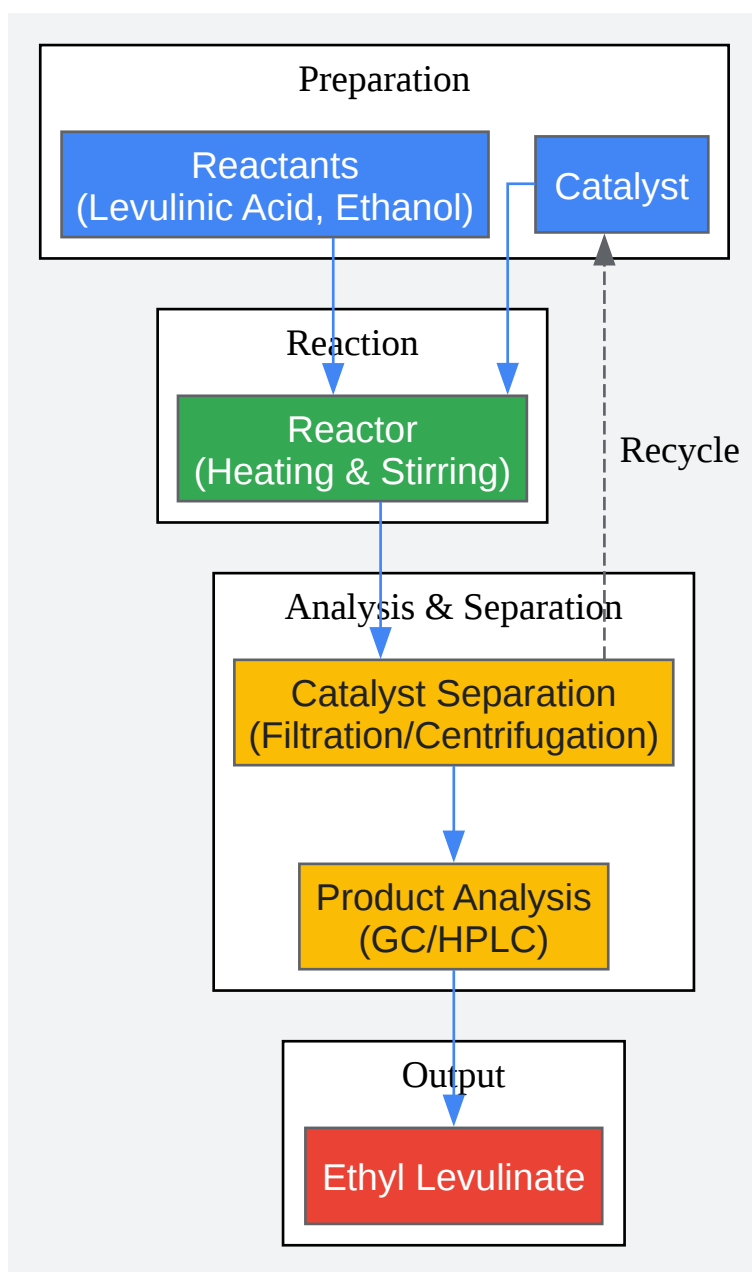 Preparation
Reactants
(Levulinic Acid, Ethanol)
Catalyst
Reaction
Reactor
(Heating & Stirring)
Recycle
Analysis & Separation
Catalyst Separation
(Filtration/Centrifugation)
Product Analysis
(GC/HPLC)
Output
Ethyl Levulinate